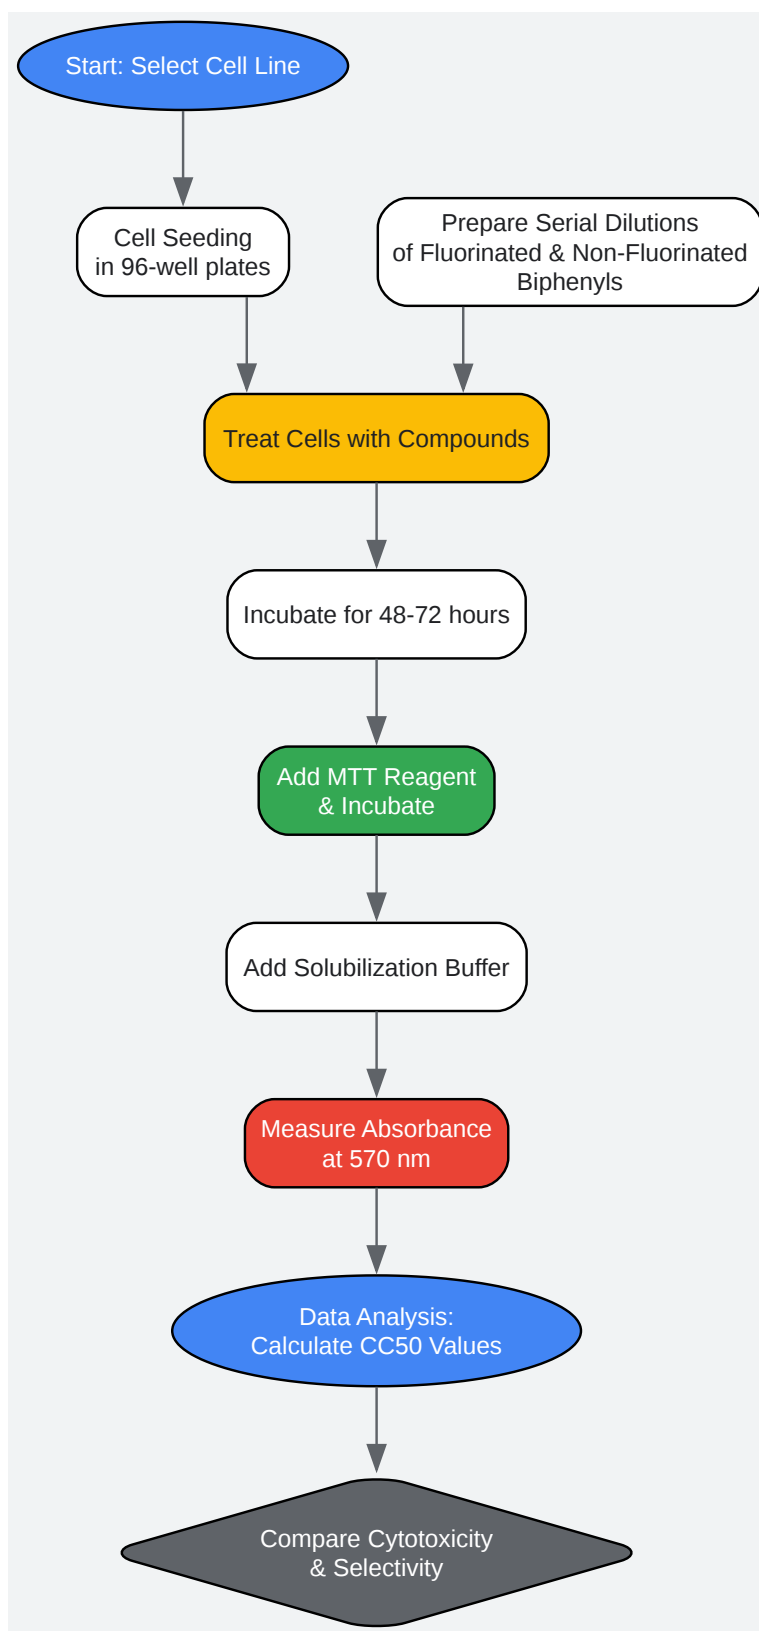 Start: Select Cell Line
Cell Seeding
in 96-well plates
Prepare Serial Dilutions
of Fluorinated & Non-Fluorinated
Biphenyls
Treat Cells with Compounds
Incubate for 48-72 hours
Add MTT Reagent
& Incubate
Add Solubilization Buffer
Measure Absorbance
at 570 nm
Data Analysis:
Calculate CC50 Values
Compare Cytotoxicity
& Selectivity